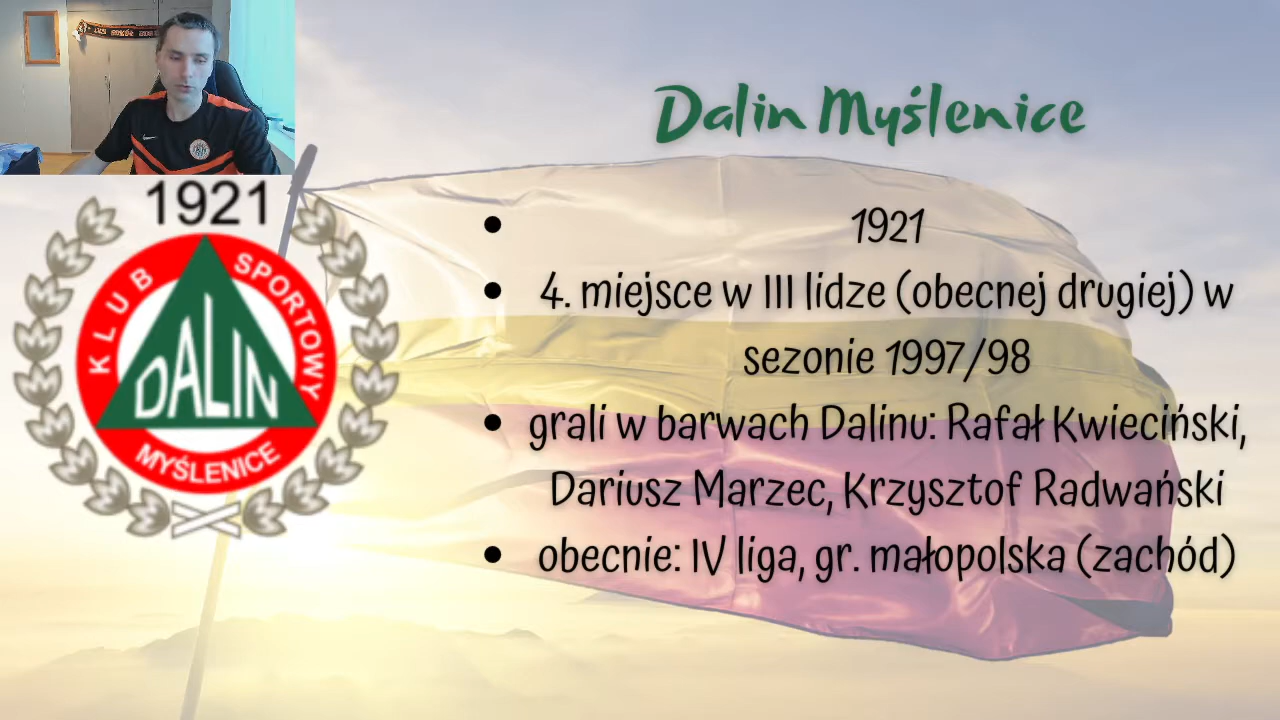 Dalin Myślenice
1921
KLUB SPORTOWY
DALIN
MYŚLENICE
• 1921
• 4. miejsce w III lidze (obecnej drugiej) w
sezonie 1997/98
• grali w barwach Dalinu: Rafał Kwieciński,
Dariusz Marzec, Krzysztof Radwański
• obecnie: IV liga, gr. małopolska (zachód)